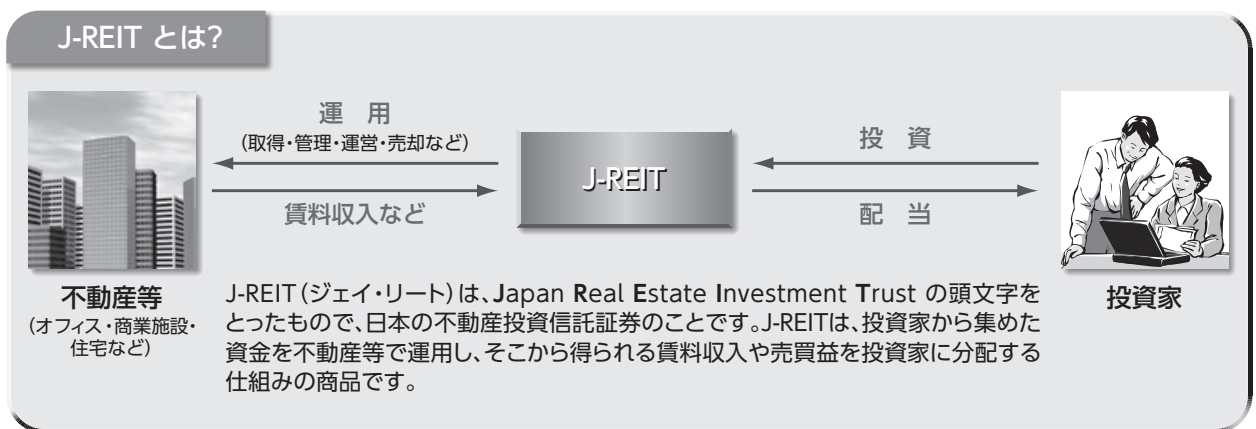 J-REIT とは?
運 用
(取得・管理・運営・売却など)
賃料収入など
J-REIT
投 資
配 当
不動産等
(オフィス・商業施設・
住宅など)
投資家
J-REIT(ジェイ・リート)は、Japan Real Estate Investment Trust の頭文字を
とったもので、日本の不動産投資信託証券のことです。J-REITは、投資家から集めた
資金を不動産等で運用し、そこから得られる賃料収入や売買益を投資家に分配する
仕組みの商品です。